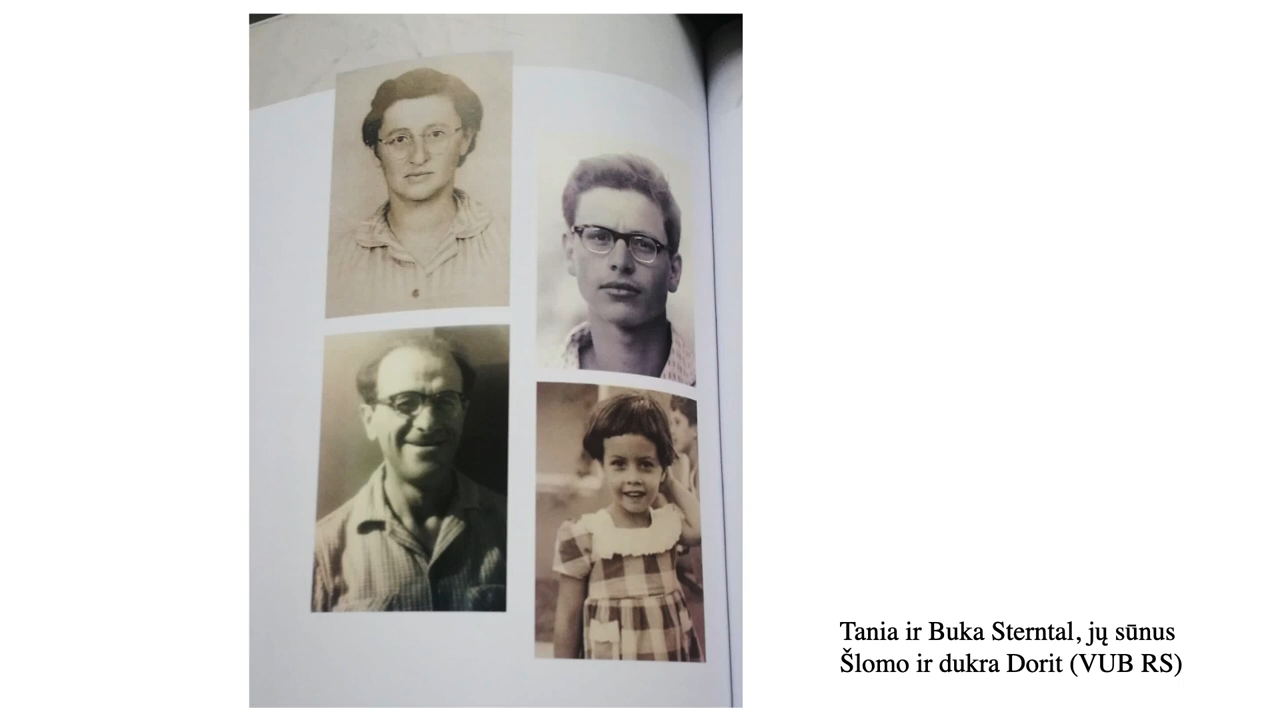 Tania ir Buka Sterntal, jų sūnus
Šlomo ir dukra Dorit (VUB RS)